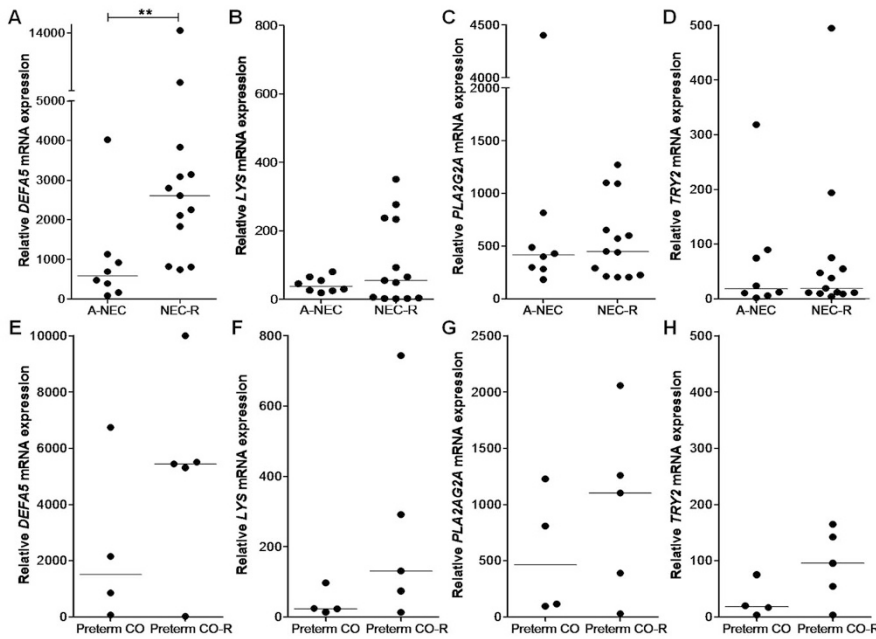 A
Relative DEFA5 mRNA expression
14000
5000
4000
3000
2000
1000
0
**
A-NEC NEC-R
B
Relative LYS mRNA expression
800
600
400
200
0
A-NEC NEC-R
C
Relative PLA2G2A mRNA expression
4500
4000
2000
1500
1000
500
0
A-NEC NEC-R
D
Relative TRY2 mRNA expression
500
300
200
100
0
A-NEC NEC-R
E
Relative DEFA5 mRNA expression
10000
8000
6000
4000
2000
0
Preterm CO Preterm CO-R
F
Relative LYS mRNA expression
800
600
400
200
0
Preterm CO Preterm CO-R
G
Relative PLA2AG2A mRNA expression
2500
2000
1500
1000
500
0
Preterm CO Preterm CO-R
H
Relative TRY2 mRNA expression
500
400
300
200
100
0
Preterm CO Preterm CO-R